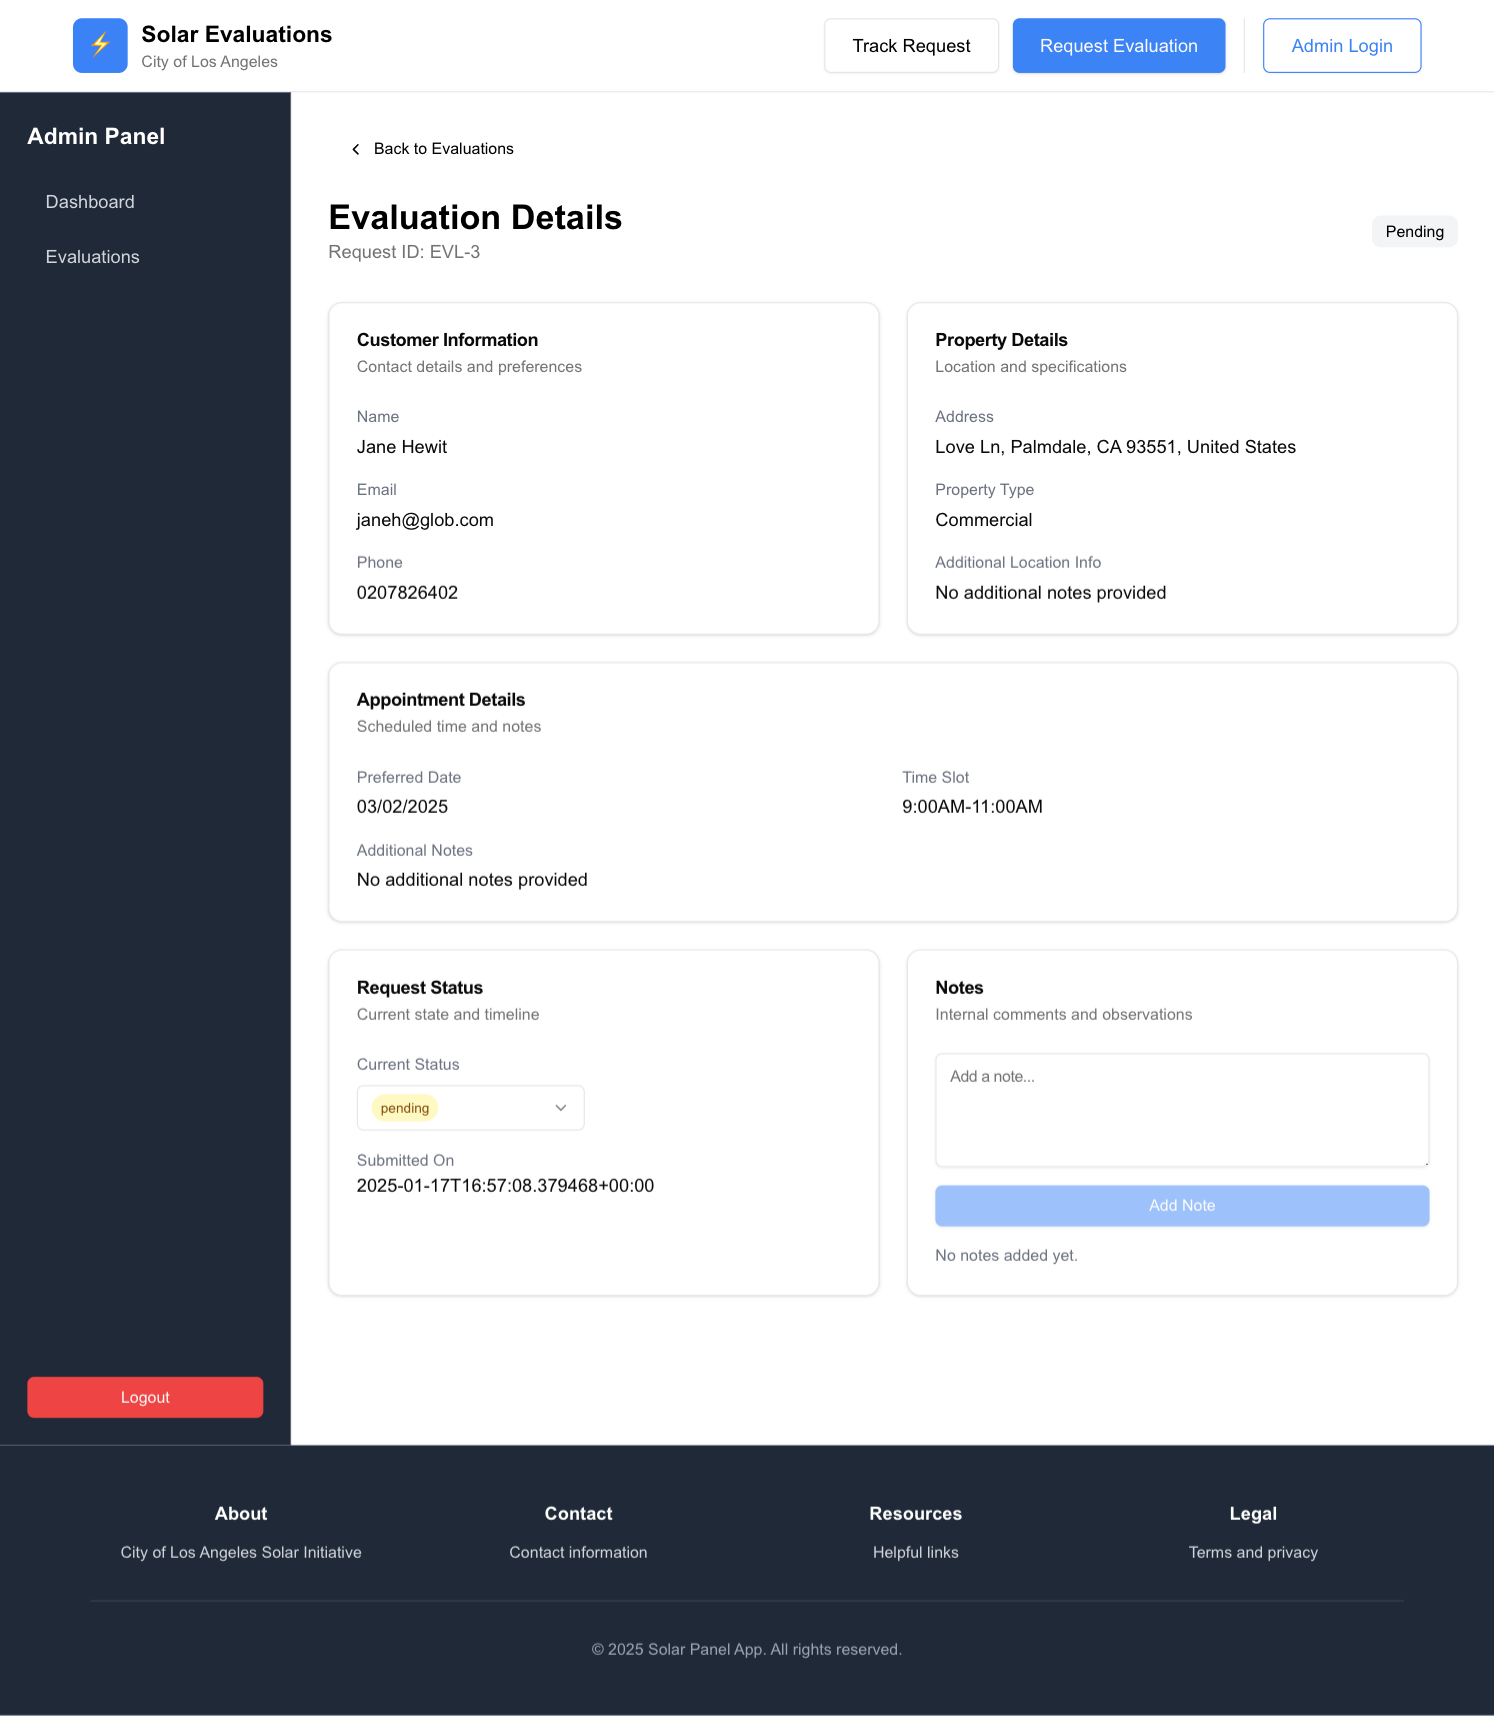 Solar Evaluations
City of Los Angeles
Track Request
Request Evaluation
Admin Login
Admin Panel
Dashboard
Evaluations
Logout
Back to Evaluations
Evaluation Details
Request ID: EVL-3
Pending
Customer Information
Contact details and preferences
Name
Jane Hewit
Email
janeh@glob.com
Phone
0207826402
Property Details
Location and specifications
Address
Love Ln, Palmdale, CA 93551, United States
Property Type
Commercial
Additional Location Info
No additional notes provided
Appointment Details
Scheduled time and notes
Preferred Date
03/02/2025
Time Slot
9:00AM-11:00AM
Additional Notes
No additional notes provided
Request Status
Current state and timeline
Current Status
pending
Submitted On
2025-01-17T16:57:08.379468+00:00
Notes
Internal comments and observations
Add a note...
Add Note
No notes added yet.
About
City of Los Angeles Solar Initiative
Contact
Contact information
Resources
Helpful links
Legal
Terms and privacy
© 2025 Solar Panel App. All rights reserved.